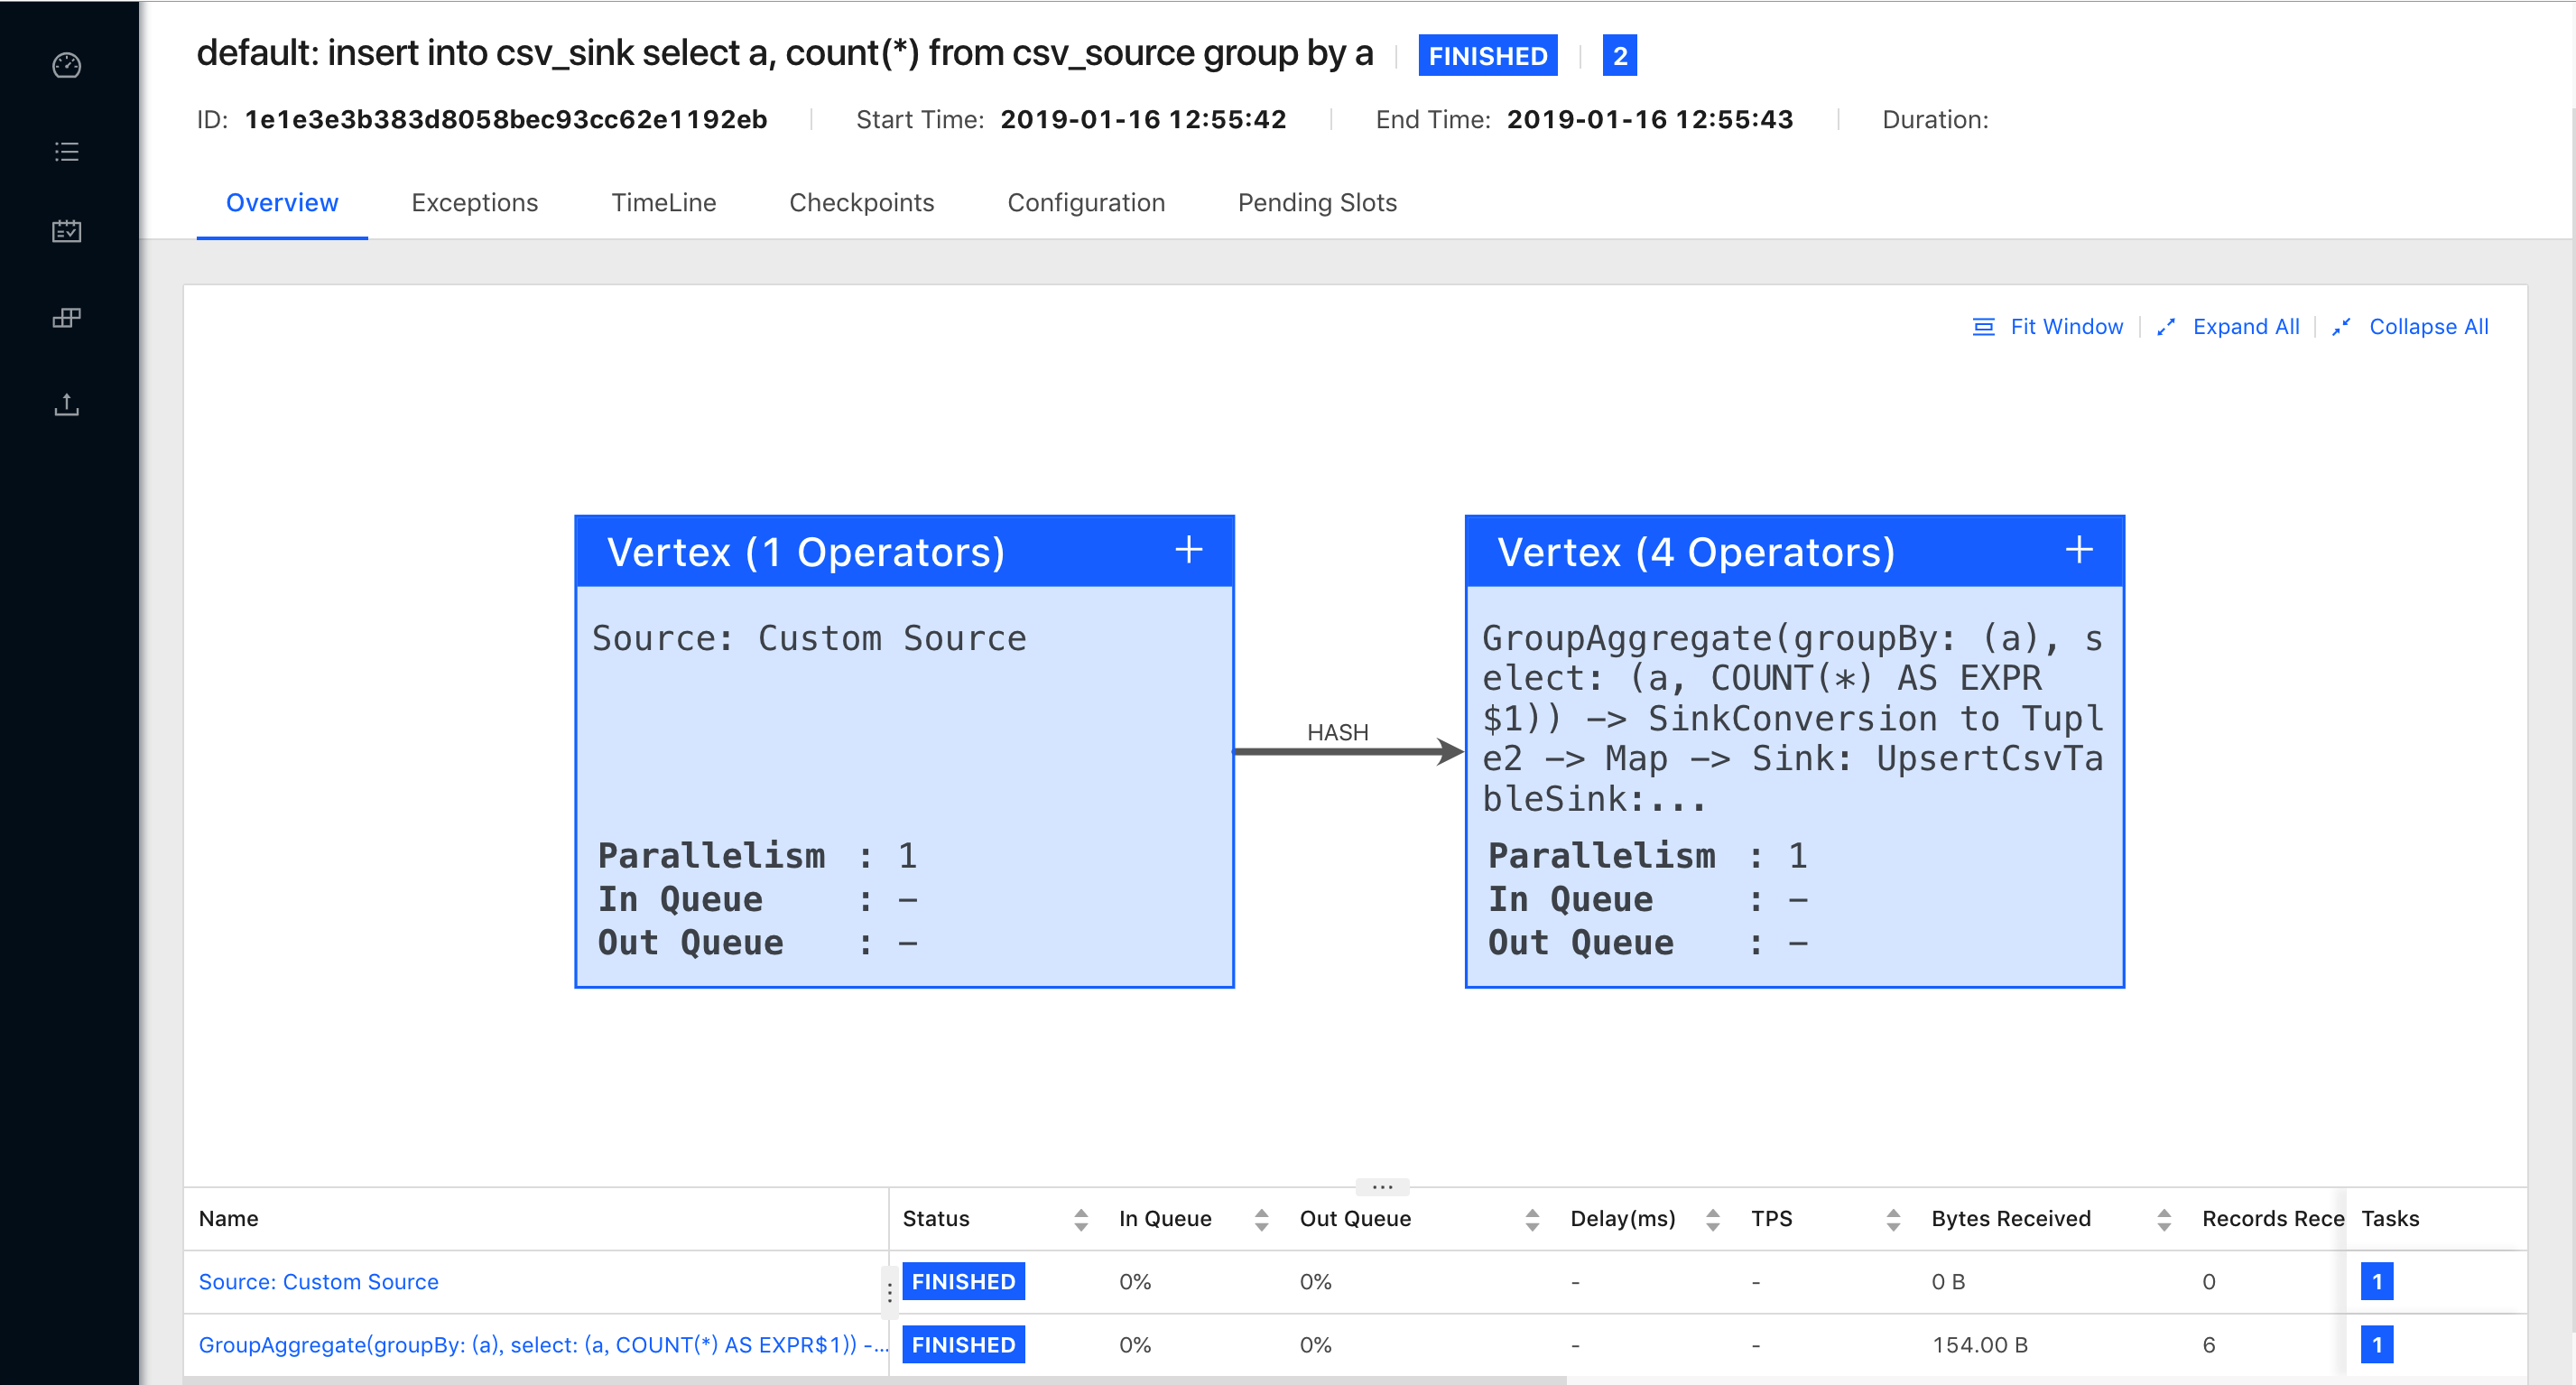 default: insert into csv_sink select a, count(*) from csv_source group by a FINISHED 2
ID: 1e1e3e3b383d8058bec93cc62e1192eb Start Time: 2019-01-16 12:55:42 End Time: 2019-01-16 12:55:43 Duration:
Overview Exceptions TimeLine Checkpoints Configuration Pending Slots
Fit Window Expand All Collapse All
Vertex (1 Operators) +
Source: Custom Source
Parallelism : 1
In Queue : –
Out Queue : –
HASH
Vertex (4 Operators) +
GroupAggregate(groupBy: (a), s
elect: (a, COUNT(*) AS EXPR
$1)) –> SinkConversion to Tupl
e2 –> Map –> Sink: UpsertCsvTa
bleSink:...
Parallelism : 1
In Queue : –
Out Queue : –
Name Status In Queue Out Queue Delay(ms) TPS Bytes Received Records Rece Tasks
Source: Custom Source FINISHED 0% 0% - - 0 B 0 1
GroupAggregate(groupBy: (a), select: (a, COUNT(*) AS EXPR$1)) -... FINISHED 0% 0% - - 154.00 B 6 1